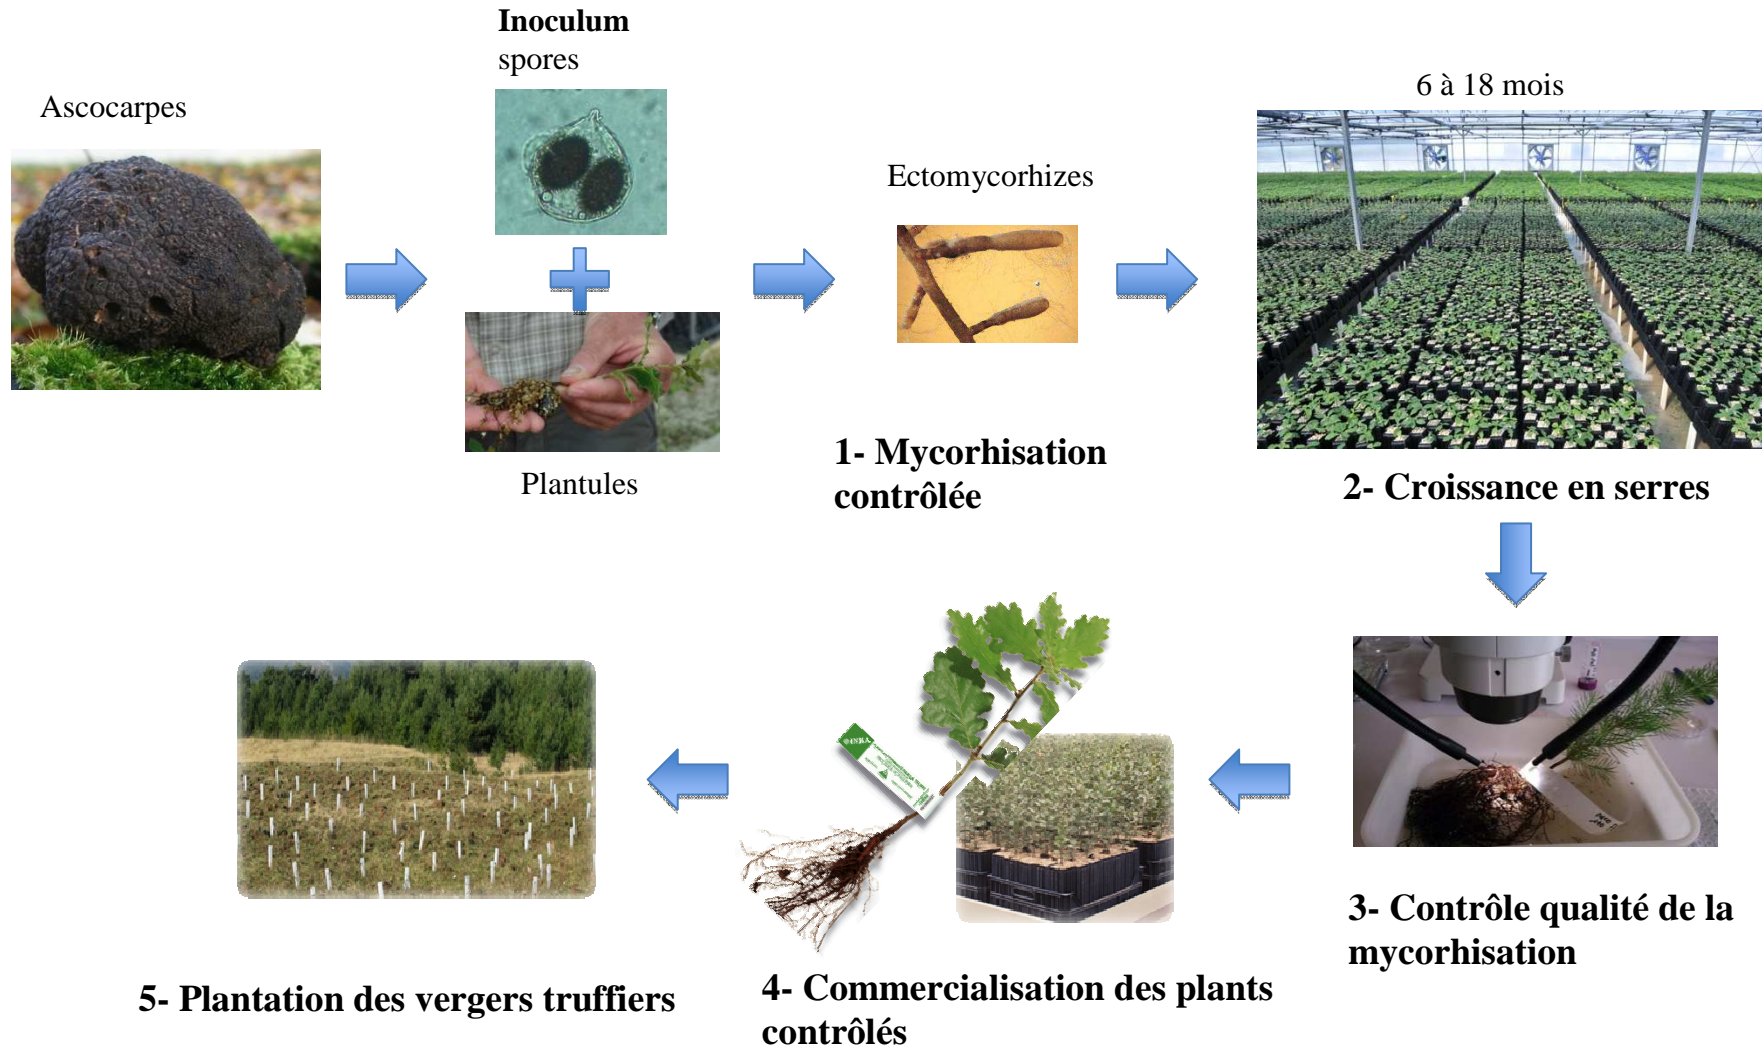 Inoculum
spores
Ascocarpes
6 à 18 mois
Ectomycorhizes
Plantules
1- Mycorhisation
contrôlée
2- Croissance en serres
3- Contrôle qualité de la
mycorhisation
4- Commercialisation des plants
contrôlés
5- Plantation des vergers truffiers